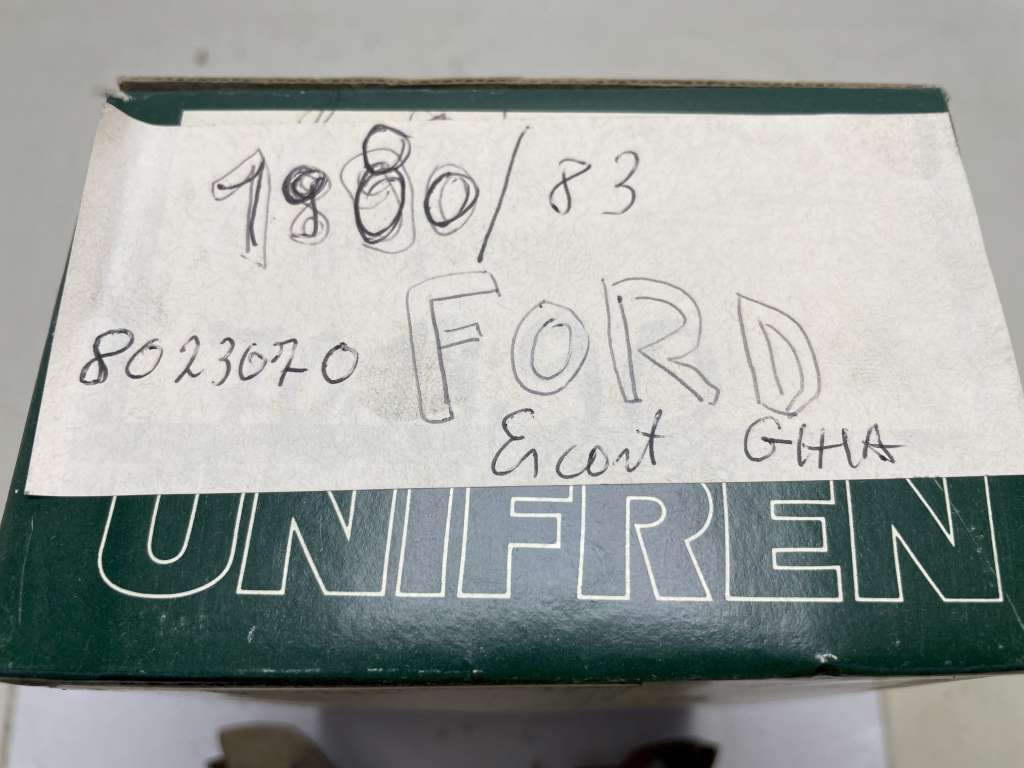 1980/83
8023070 FORD
Escort GHIA
UNIFREN